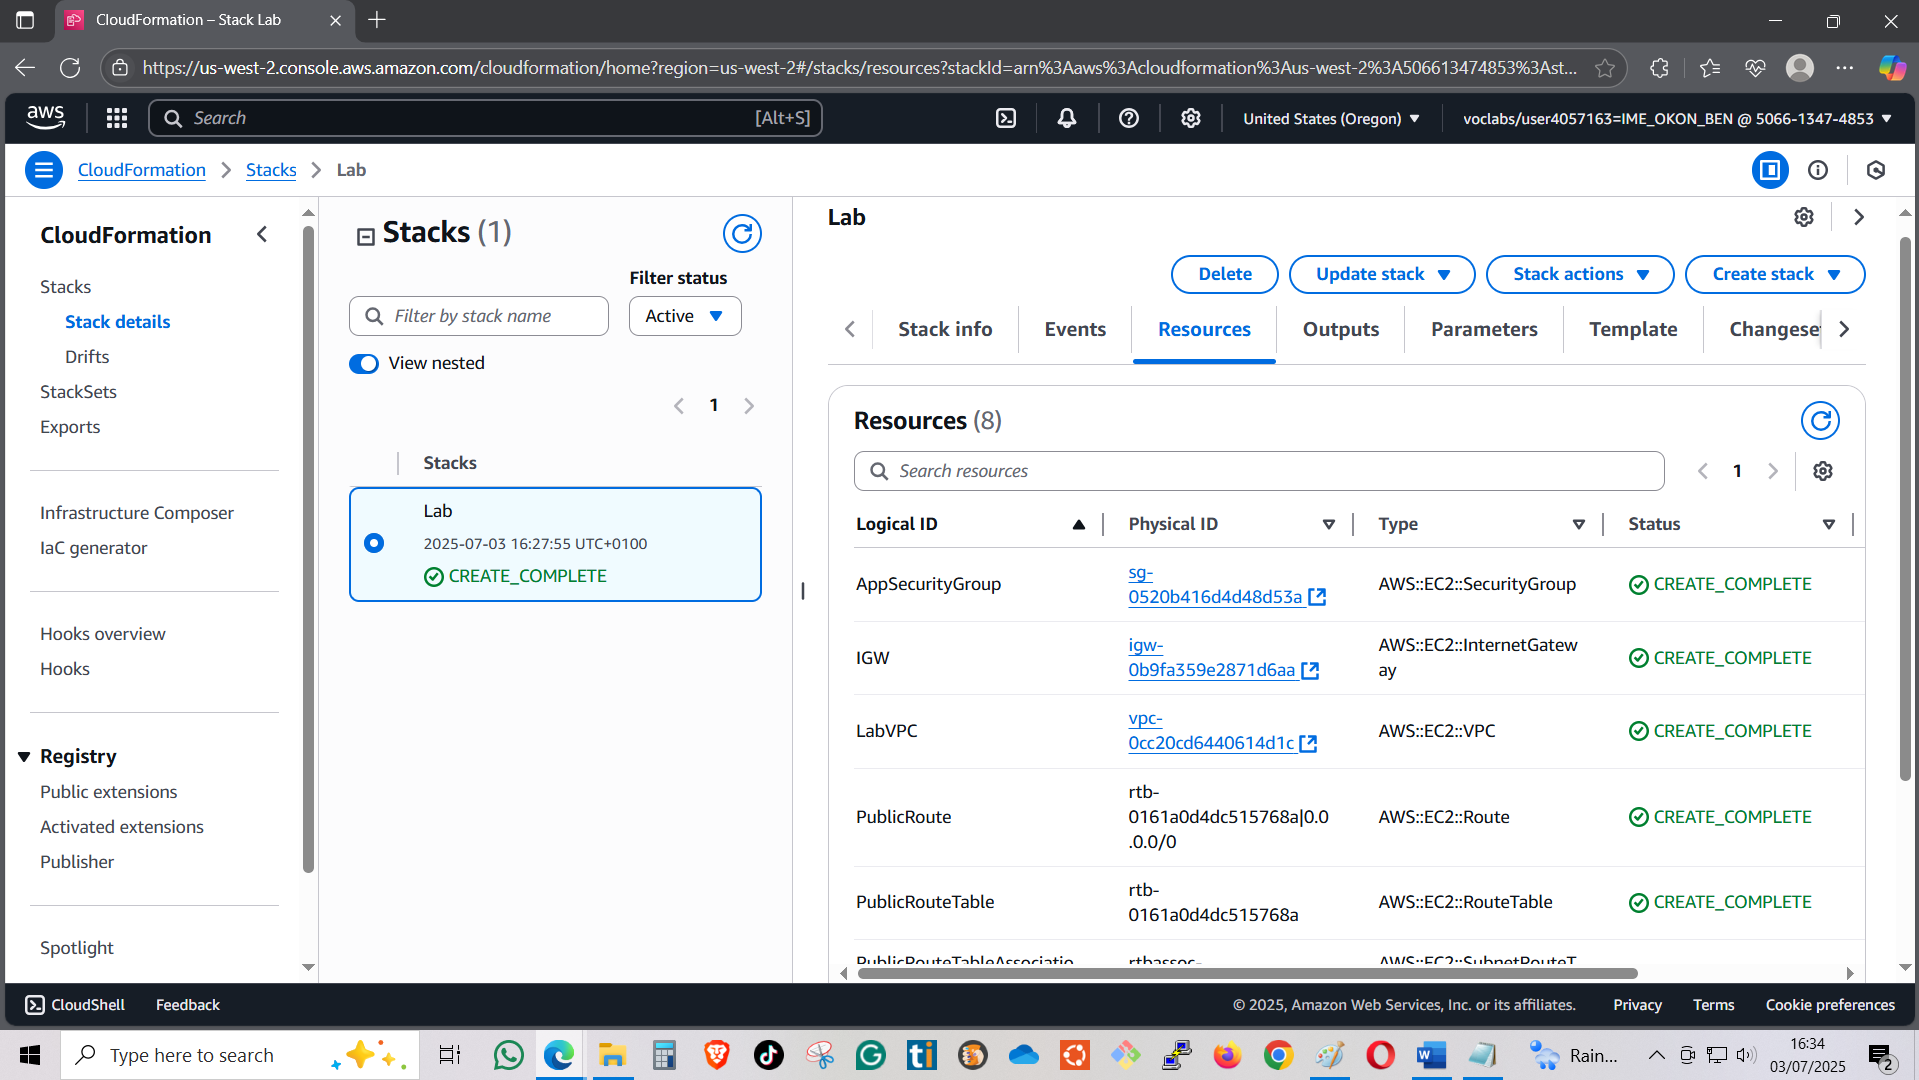 CloudFormation – Stack Lab
https://us-west-2.console.aws.amazon.com/cloudformation/home?region=us-west-2#/stacks/resources?stackId=arn%3Aaws%3Acloudformation%3Aus-west-2%3A506613474853%3Ast...
aws
Search [Alt+S]
United States (Oregon)
voclabs/user4057163=IME_OKON_BEN @ 5066-1347-4853
CloudFormation
Stacks
Lab
CloudFormation
Stacks
Stack details
Drifts
StackSets
Exports
Infrastructure Composer
IaC generator
Hooks overview
Hooks
Registry
Public extensions
Activated extensions
Publisher
Spotlight
Stacks (1)
Filter status
Filter by stack name
Active
View nested
1
Stacks
Lab
2025-07-03 16:27:55 UTC+0100
CREATE_COMPLETE
Lab
Delete
Update stack
Stack actions
Create stack
Stack info
Events
Resources
Outputs
Parameters
Template
Changese
Resources (8)
Search resources
1
Logical ID
Physical ID
Type
Status
AppSecurityGroup
sg-
0520b416d4d48d53a
AWS::EC2::SecurityGroup
CREATE_COMPLETE
IGW
igw-
0b9fa359e2871d6aa
AWS::EC2::InternetGatew
ay
CREATE_COMPLETE
LabVPC
vpc-
0cc20cd6440614d1c
AWS::EC2::VPC
CREATE_COMPLETE
PublicRoute
rtb-
0161a0d4dc515768a|0.0
.0.0/0
AWS::EC2::Route
CREATE_COMPLETE
PublicRouteTable
rtb-
0161a0d4dc515768a
AWS::EC2::RouteTable
CREATE_COMPLETE
PublicRouteTableAssociatio
rtbassoc-
AWS::EC2::SubnetRouteT
CloudShell
Feedback
© 2025, Amazon Web Services, Inc. or its affiliates.
Privacy
Terms
Cookie preferences
Type here to search
Rain...
16:34
03/07/2025
2